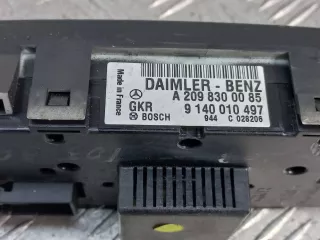 Made in France
DAIMLER - BENZ
A 209 830 00 85
GKR 9 140 010 497
BOSCH 944 C 028206